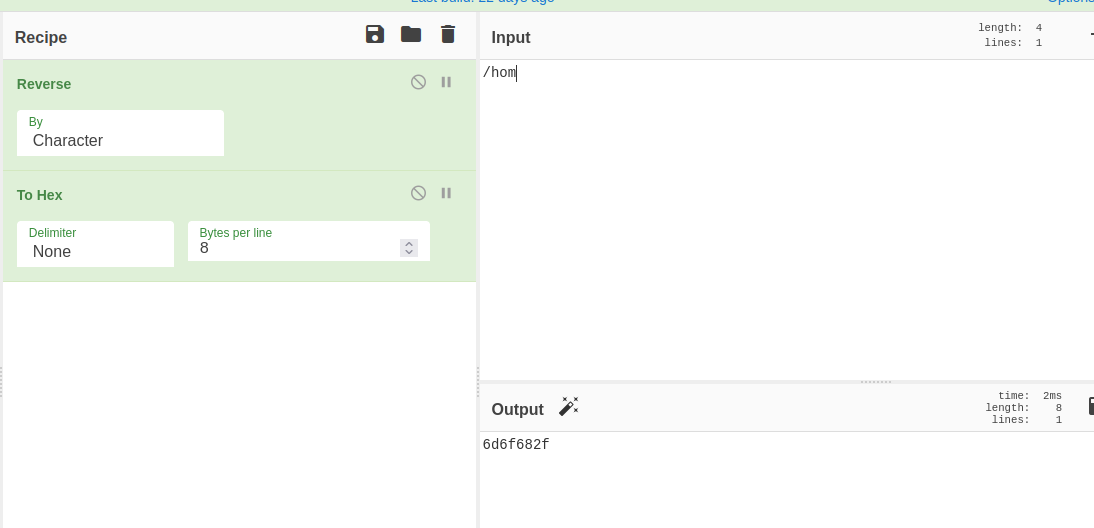 Last build: 22 days ago
Options
Recipe
Reverse
By
Character
To Hex
Delimiter
None
Bytes per line
8
Input
length: 4
lines: 1
/hom
Output
time: 2ms
length: 8
lines: 1
6d6f682f